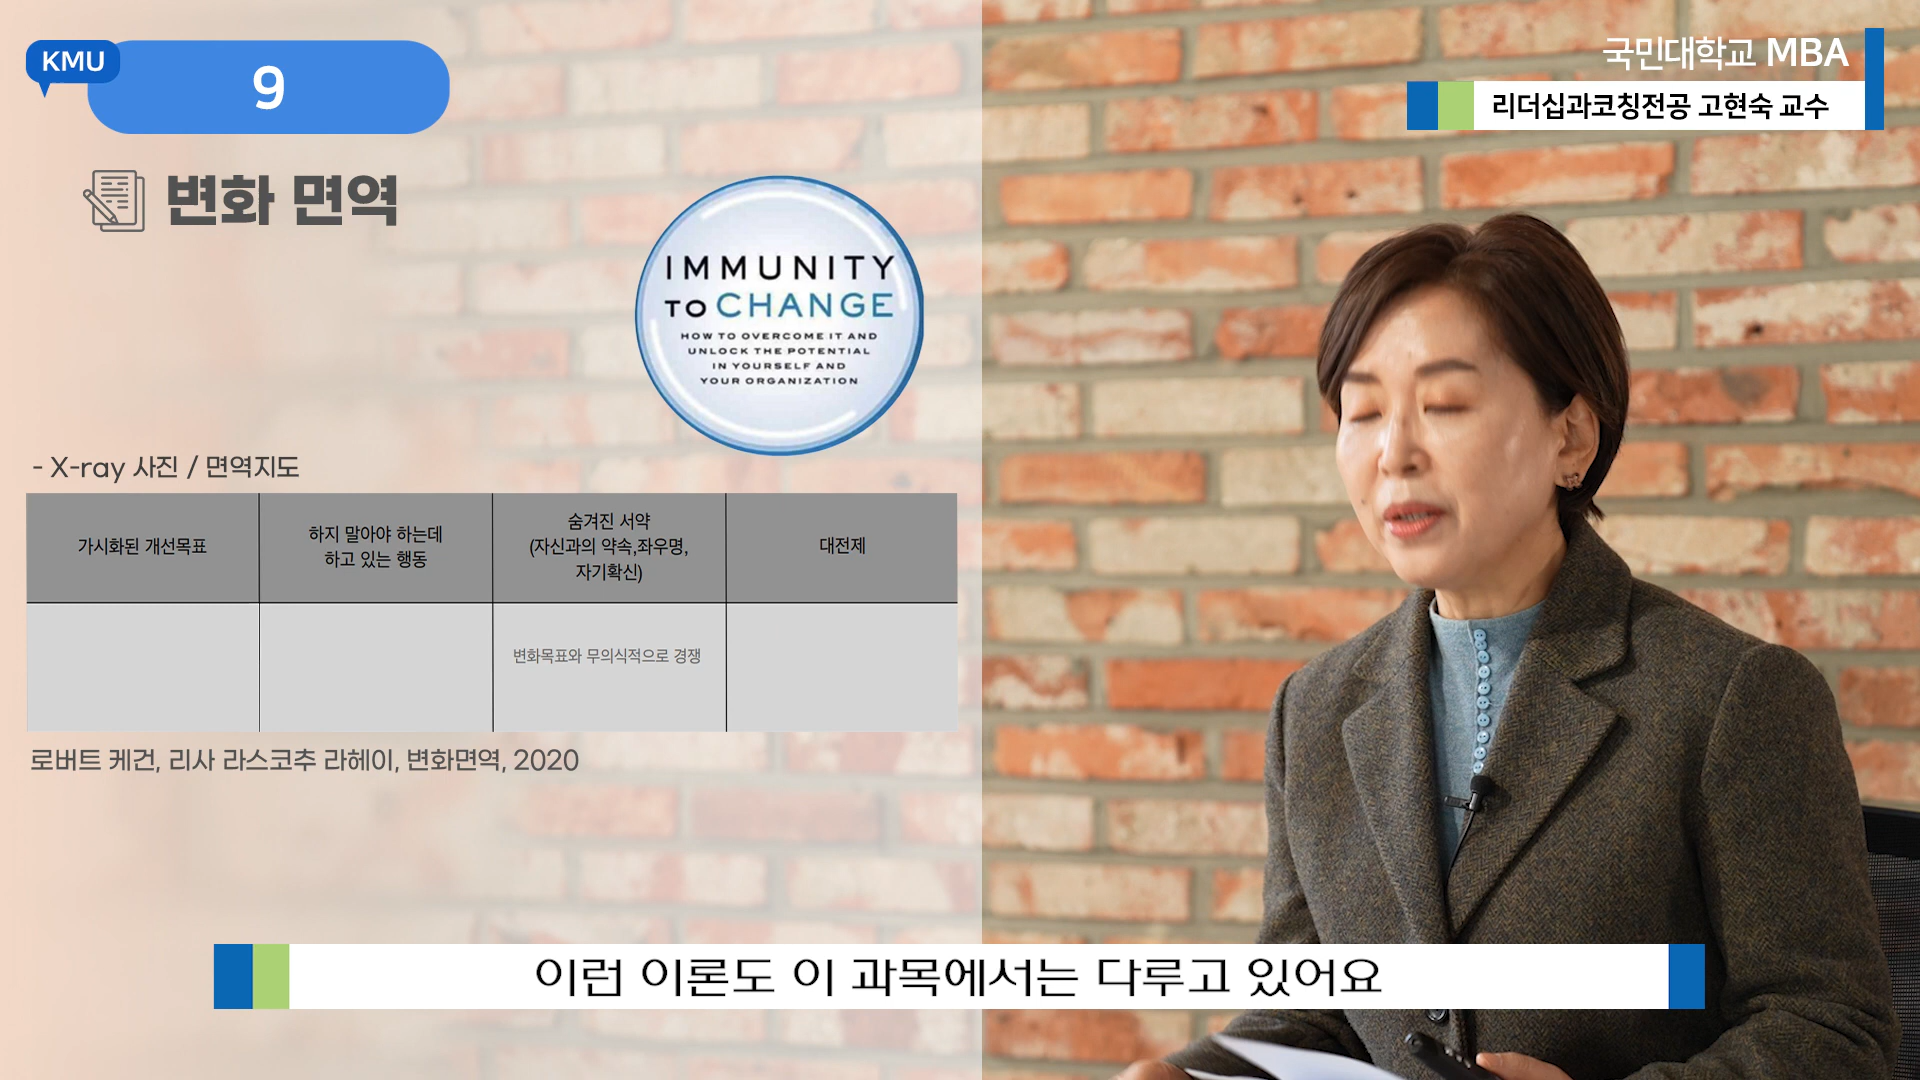 KMU
9
국민대학교 MBA
리더십과코칭전공 고현숙 교수
변화 면역
IMMUNITY
TO CHANGE
HOW TO OVERCOME IT AND
UNLOCK THE POTENTIAL
IN YOURSELF AND
YOUR ORGANIZATION
- X-ray 사진 / 면역지도
가시화된 개선목표
하지 말아야 하는데
하고 있는 행동
숨겨진 서약
(자신과의 약속,좌우명,
자기확신)
대전제
변화목표와 무의식적으로 경쟁
로버트 케건, 리사 라스코추 라헤이, 변화면역, 2020
이런 이론도 이 과목에서는 다루고 있어요